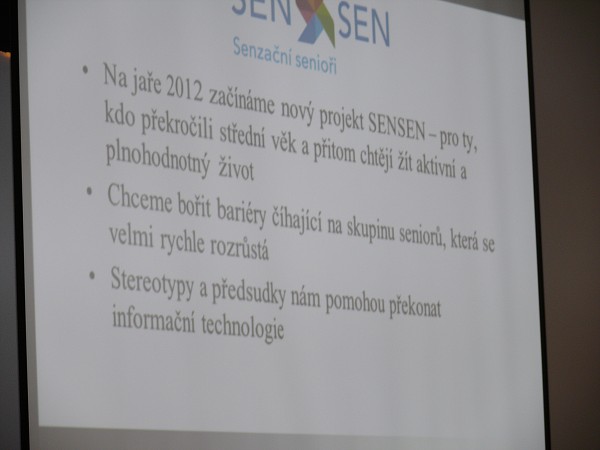 SEN SEN
Senzační senioři
• Na jaře 2012 začínáme nový projekt SENSEN – pro ty,
kdo překročili střední věk a přitom chtějí žít aktivní a
plnohodnotný život
• Chceme bořit bariéry číhající na skupinu seniorů, která se
velmi rychle rozrůstá
• Stereotypy a předsudky nám pomohou překonat
informační technologie